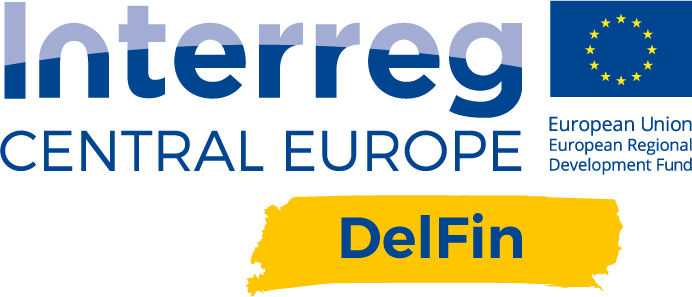 Interreg
CENTRAL EUROPE
European Union
European Regional
Development Fund
DelFin